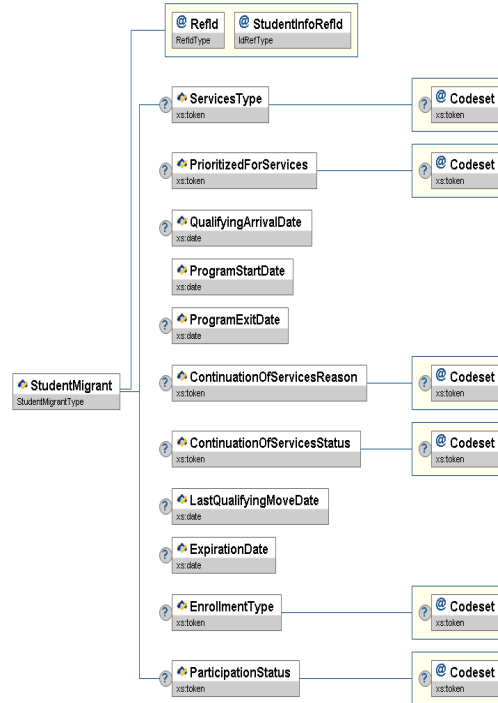 @ RefId @ StudentInfoRefId
RefIdType IdRefType
? ServicesType ? @ Codeset
xs:token xs:token
? PrioritizedForServices ? @ Codeset
xs:token xs:token
? QualifyingArrivalDate
xs:date
ProgramStartDate
xs:date
? ProgramExitDate
xs:date
StudentMigrant
StudentMigrantType
? ContinuationOfServicesReason ? @ Codeset
xs:token xs:token
? ContinuationOfServicesStatus ? @ Codeset
xs:token xs:token
? LastQualifyingMoveDate
xs:date
? ExpirationDate
xs:date
? EnrollmentType ? @ Codeset
xs:token xs:token
? ParticipationStatus ? @ Codeset
xs:token xs:token